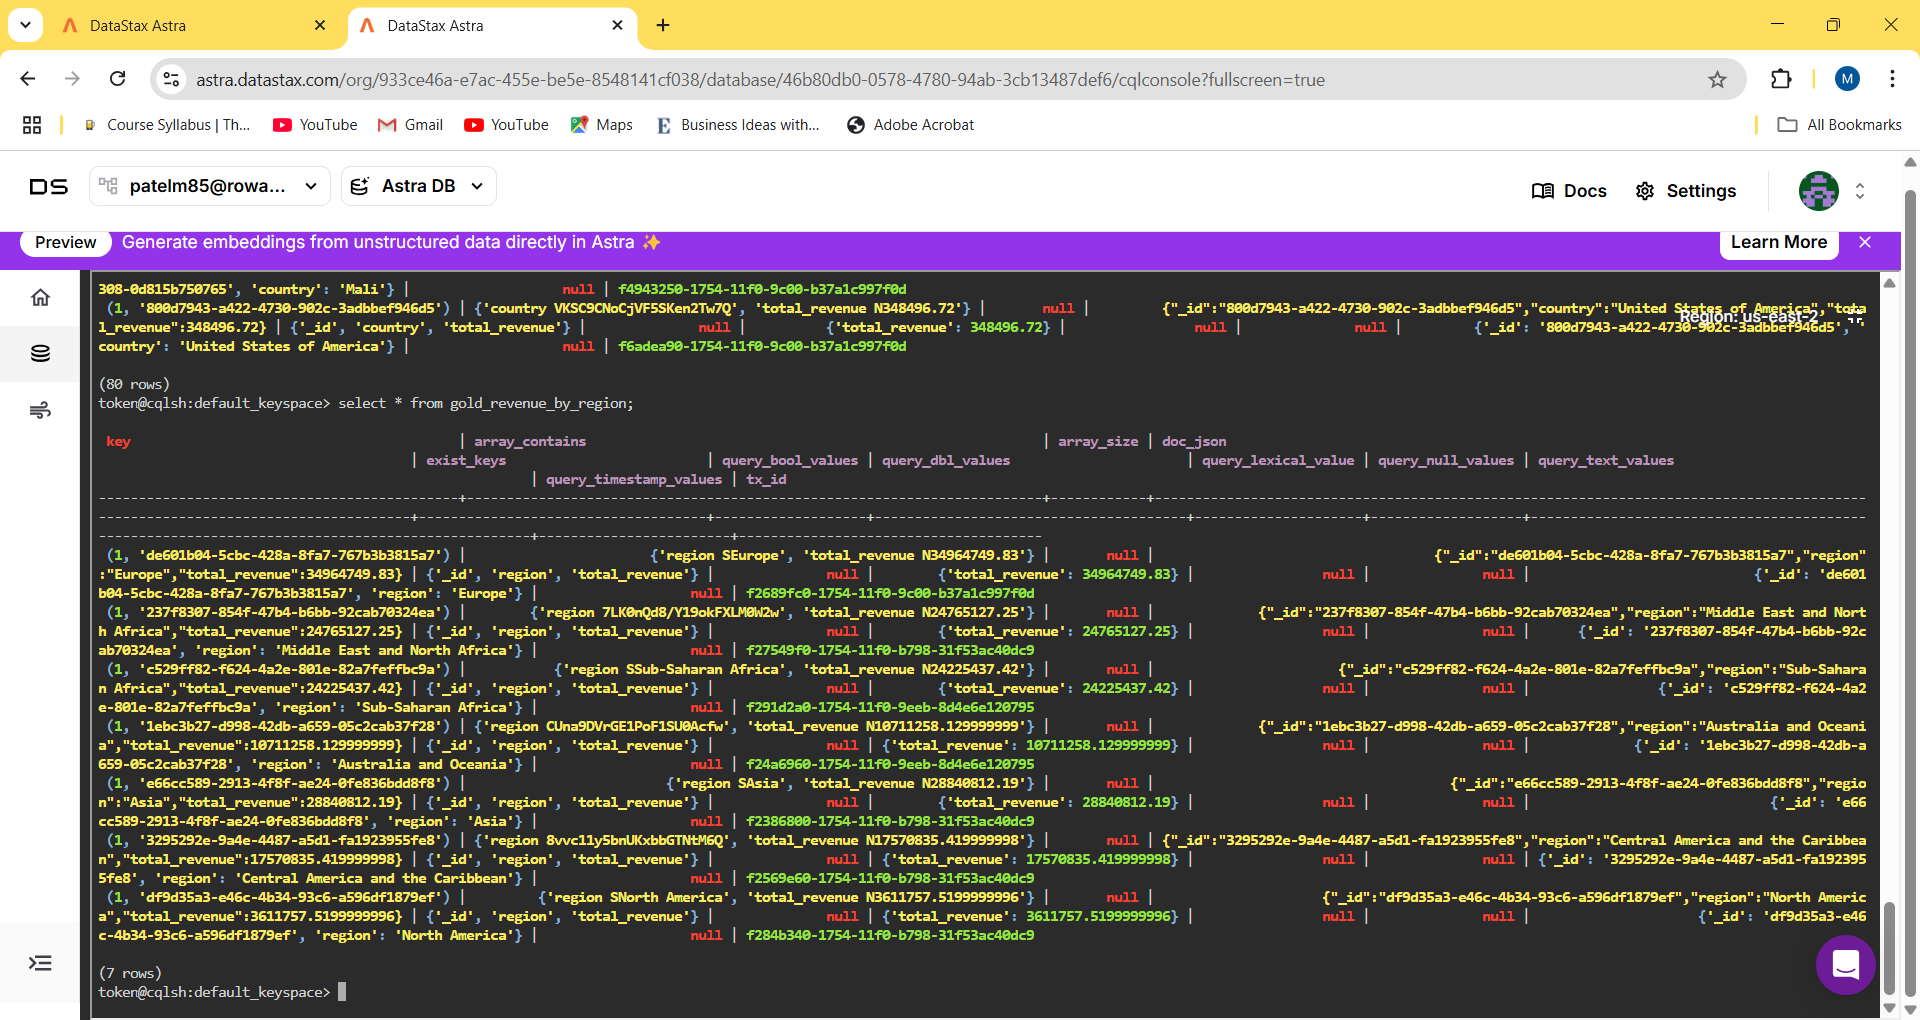 DataStax Astra
DataStax Astra
astra.datastax.com/org/933ce46a-e7ac-455e-be5e-8548141cf038/database/46b80db0-0578-4780-94ab-3cb13487def6/cqlconsole?fullscreen=true
M
Course Syllabus | Th...
YouTube
Gmail
YouTube
Maps
Business Ideas with...
Adobe Acrobat
All Bookmarks
DS
patelm85@rowa...
Astra DB
Docs
Settings
Preview
Generate embeddings from unstructured data directly in Astra ✨
Learn More
Region: us-east-2
308-0d815b750765', 'country': 'Mali'} | null | f4943250-1754-11f0-9c00-b37a1c997f0d
(1, '800d7943-a422-4730-902c-3adbbef946d5') | {'country VKSC9CNoCjVF5SKen2Tw7Q', 'total_revenue N348496.72'} | null | {"_id":"800d7943-a422-4730-902c-3adbbef946d5","country":"United States of America","tota
l_revenue":348496.72} | {'_id', 'country', 'total_revenue'} | null | {'total_revenue': 348496.72} | null | null | {'_id': '800d7943-a422-4730-902c-3adbbef946d5', '
country': 'United States of America'} | null | f6adea90-1754-11f0-9c00-b37a1c997f0d
(80 rows)
token@cqlsh:default_keyspace> select * from gold_revenue_by_region;
key | array_contains | array_size | doc_json
| exist_keys | query_bool_values | query_dbl_values | query_lexical_value | query_null_values | query_text_values
| query_timestamp_values | tx_id
(1, 'de601b04-5cbc-428a-8fa7-767b3b3815a7') | {'region SEurope', 'total_revenue N34964749.83'} | null | {"_id":"de601b04-5cbc-428a-8fa7-767b3b3815a7","region"
:"Europe","total_revenue":34964749.83} | {'_id', 'region', 'total_revenue'} | null | {'total_revenue': 34964749.83} | null | null | {'_id': 'de601
b04-5cbc-428a-8fa7-767b3b3815a7', 'region': 'Europe'} | null | f2689fc0-1754-11f0-9c00-b37a1c997f0d
(1, '237f8307-854f-47b4-b6bb-92cab70324ea') | {'region 7LK0nQd8/Y19okFXLM0W2w', 'total_revenue N24765127.25'} | null | {"_id":"237f8307-854f-47b4-b6bb-92cab70324ea","region":"Middle East and Nort
h Africa","total_revenue":24765127.25} | {'_id', 'region', 'total_revenue'} | null | {'total_revenue': 24765127.25} | null | null | {'_id': '237f8307-854f-47b4-b6bb-92c
ab70324ea', 'region': 'Middle East and North Africa'} | null | f27549f0-1754-11f0-b798-31f53ac40dc9
(1, 'c529ff82-f624-4a2e-801e-82a7feffbc9a') | {'region SSub-Saharan Africa', 'total_revenue N24225437.42'} | null | {"_id":"c529ff82-f624-4a2e-801e-82a7feffbc9a","region":"Sub-Sahara
n Africa","total_revenue":24225437.42} | {'_id', 'region', 'total_revenue'} | null | {'total_revenue': 24225437.42} | null | null | {'_id': 'c529ff82-f624-4a2
e-801e-82a7feffbc9a', 'region': 'Sub-Saharan Africa'} | null | f291d2a0-1754-11f0-9eeb-8d4e6e120795
(1, '1ebc3b27-d998-42db-a659-05c2cab37f28') | {'region CUna9DVrGE1PoF1SU0Acfw', 'total_revenue N10711258.129999999'} | null | {"_id":"1ebc3b27-d998-42db-a659-05c2cab37f28","region":"Australia and Oceani
a","total_revenue":10711258.129999999} | {'_id', 'region', 'total_revenue'} | null | {'total_revenue': 10711258.129999999} | null | null | {'_id': '1ebc3b27-d998-42db-a
659-05c2cab37f28', 'region': 'Australia and Oceania'} | null | f24a6960-1754-11f0-9eeb-8d4e6e120795
(1, 'e66cc589-2913-4f8f-ae24-0fe836bdd8f8') | {'region SAsia', 'total_revenue N28840812.19'} | null | {"_id":"e66cc589-2913-4f8f-ae24-0fe836bdd8f8","regio
n":"Asia","total_revenue":28840812.19} | {'_id', 'region', 'total_revenue'} | null | {'total_revenue': 28840812.19} | null | null | {'_id': 'e66
cc589-2913-4f8f-ae24-0fe836bdd8f8', 'region': 'Asia'} | null | f2386800-1754-11f0-b798-31f53ac40dc9
(1, '3295292e-9a4e-4487-a5d1-fa1923955fe8') | {'region 8vvc11y5bnUKxbbGTNtM6Q', 'total_revenue N17570835.419999998'} | null | {"_id":"3295292e-9a4e-4487-a5d1-fa1923955fe8","region":"Central America and the Caribbea
n","total_revenue":17570835.419999998} | {'_id', 'region', 'total_revenue'} | null | {'total_revenue': 17570835.419999998} | null | null | {'_id': '3295292e-9a4e-4487-a5d1-fa192395
5fe8', 'region': 'Central America and the Caribbean'} | null | f2569e60-1754-11f0-b798-31f53ac40dc9
(1, 'df9d35a3-e46c-4b34-93c6-a596df1879ef') | {'region SNorth America', 'total_revenue N3611757.5199999996'} | null | {"_id":"df9d35a3-e46c-4b34-93c6-a596df1879ef","region":"North Americ
a","total_revenue":3611757.5199999996} | {'_id', 'region', 'total_revenue'} | null | {'total_revenue': 3611757.5199999996} | null | null | {'_id': 'df9d35a3-e46
c-4b34-93c6-a596df1879ef', 'region': 'North America'} | null | f284b340-1754-11f0-b798-31f53ac40dc9
(7 rows)
token@cqlsh:default_keyspace>